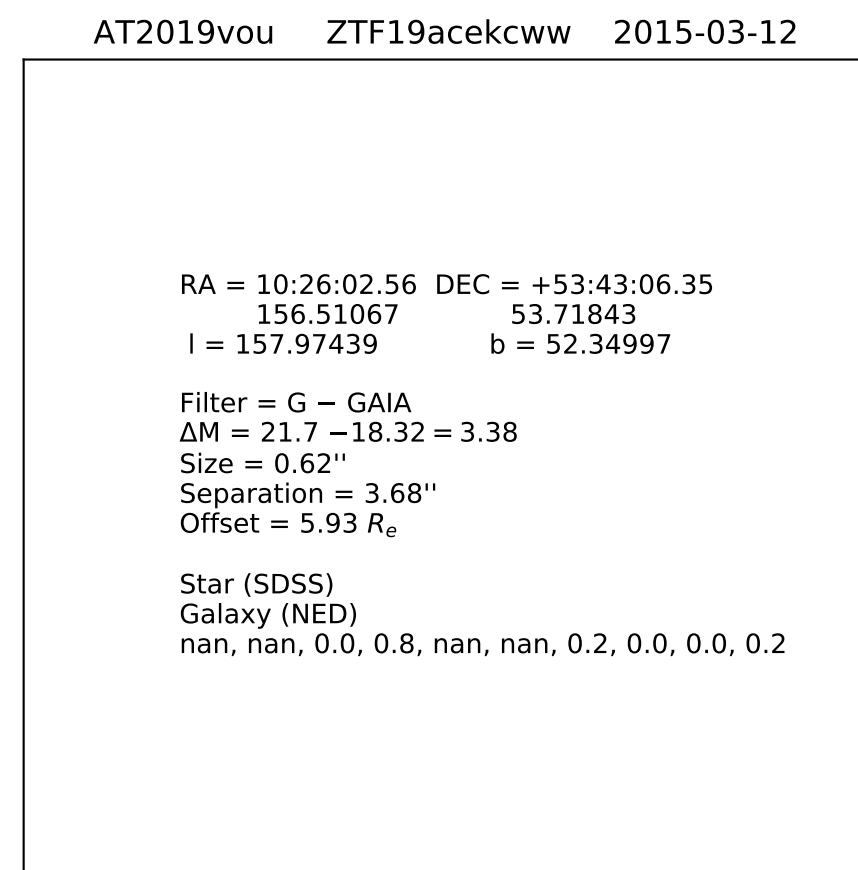 AT2019vou ZTF19acekcww 2015-03-12
RA = 10:26:02.56 DEC = +53:43:06.35
156.51067 53.71843
l = 157.97439 b = 52.34997
Filter = G − GAIA
ΔM = 21.7 −18.32 = 3.38
Size = 0.62''
Separation = 3.68''
Offset = 5.93 Rₑ
Star (SDSS)
Galaxy (NED)
nan, nan, 0.0, 0.8, nan, nan, 0.2, 0.0, 0.0, 0.2